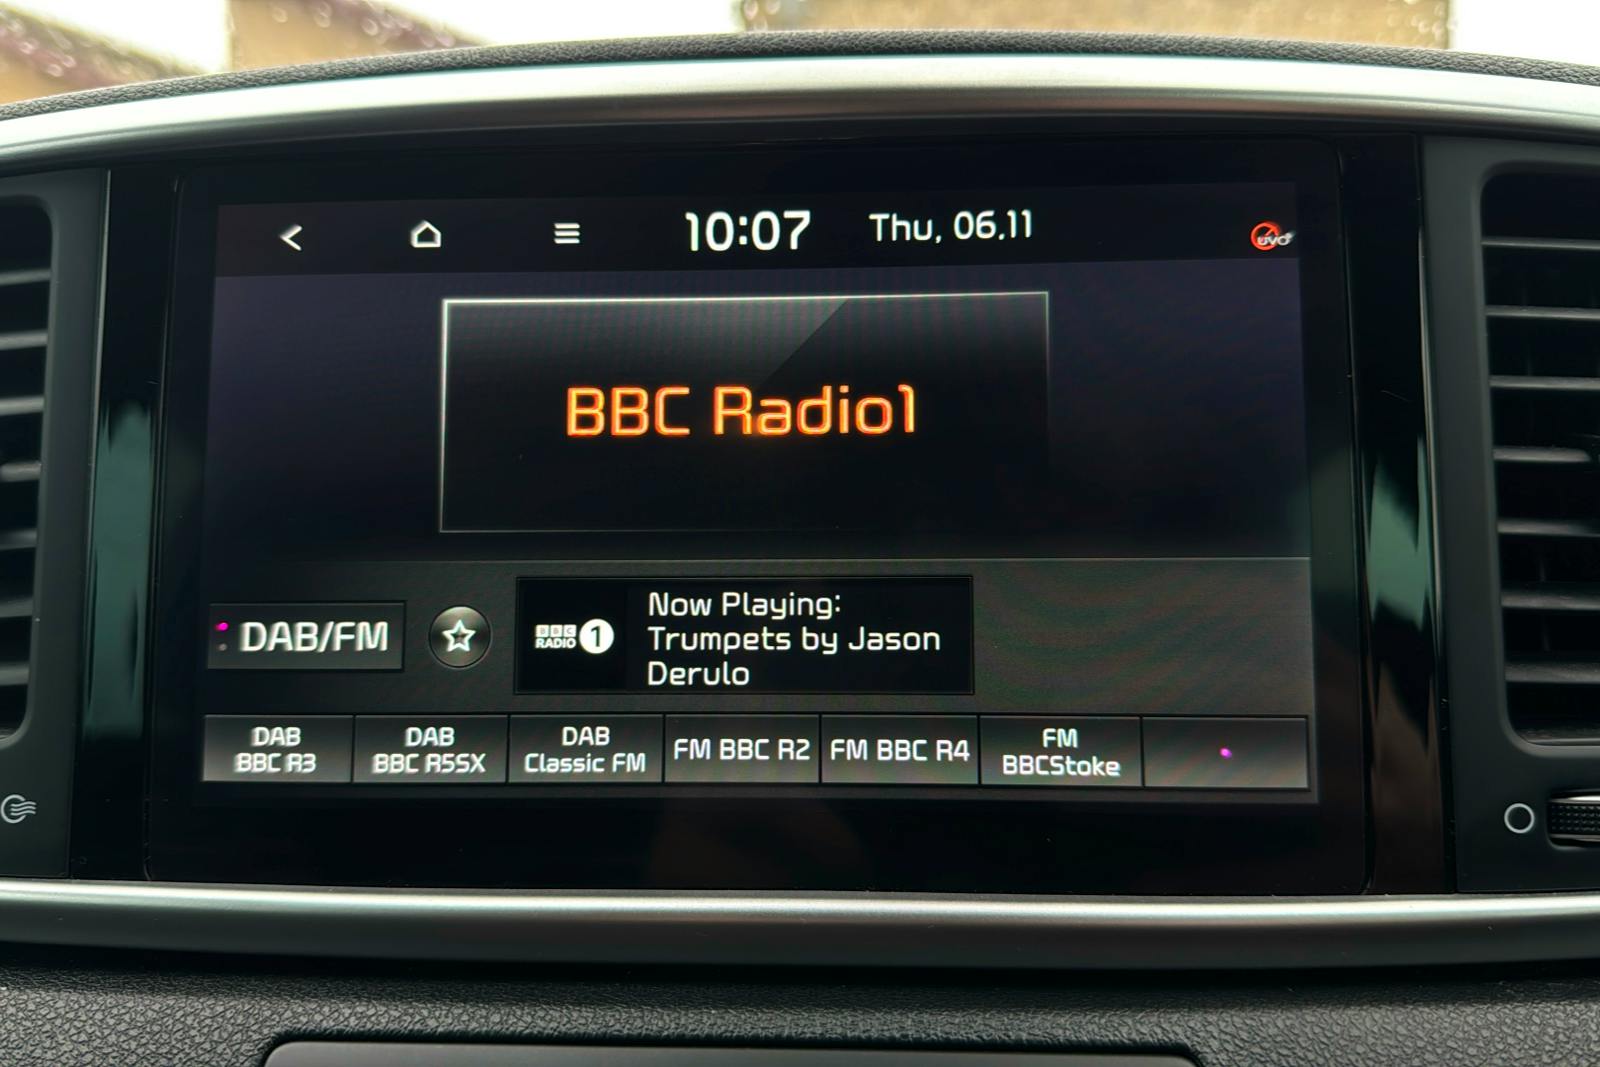 10:07 Thu, 06.11
UVO
BBC Radio1
DAB/FM
BBC
RADIO 1
Now Playing:
Trumpets by Jason
Derulo
DAB
BBC R3
DAB
BBC R5SX
DAB
Classic FM
FM BBC R2
FM BBC R4
FM
BBCStoke